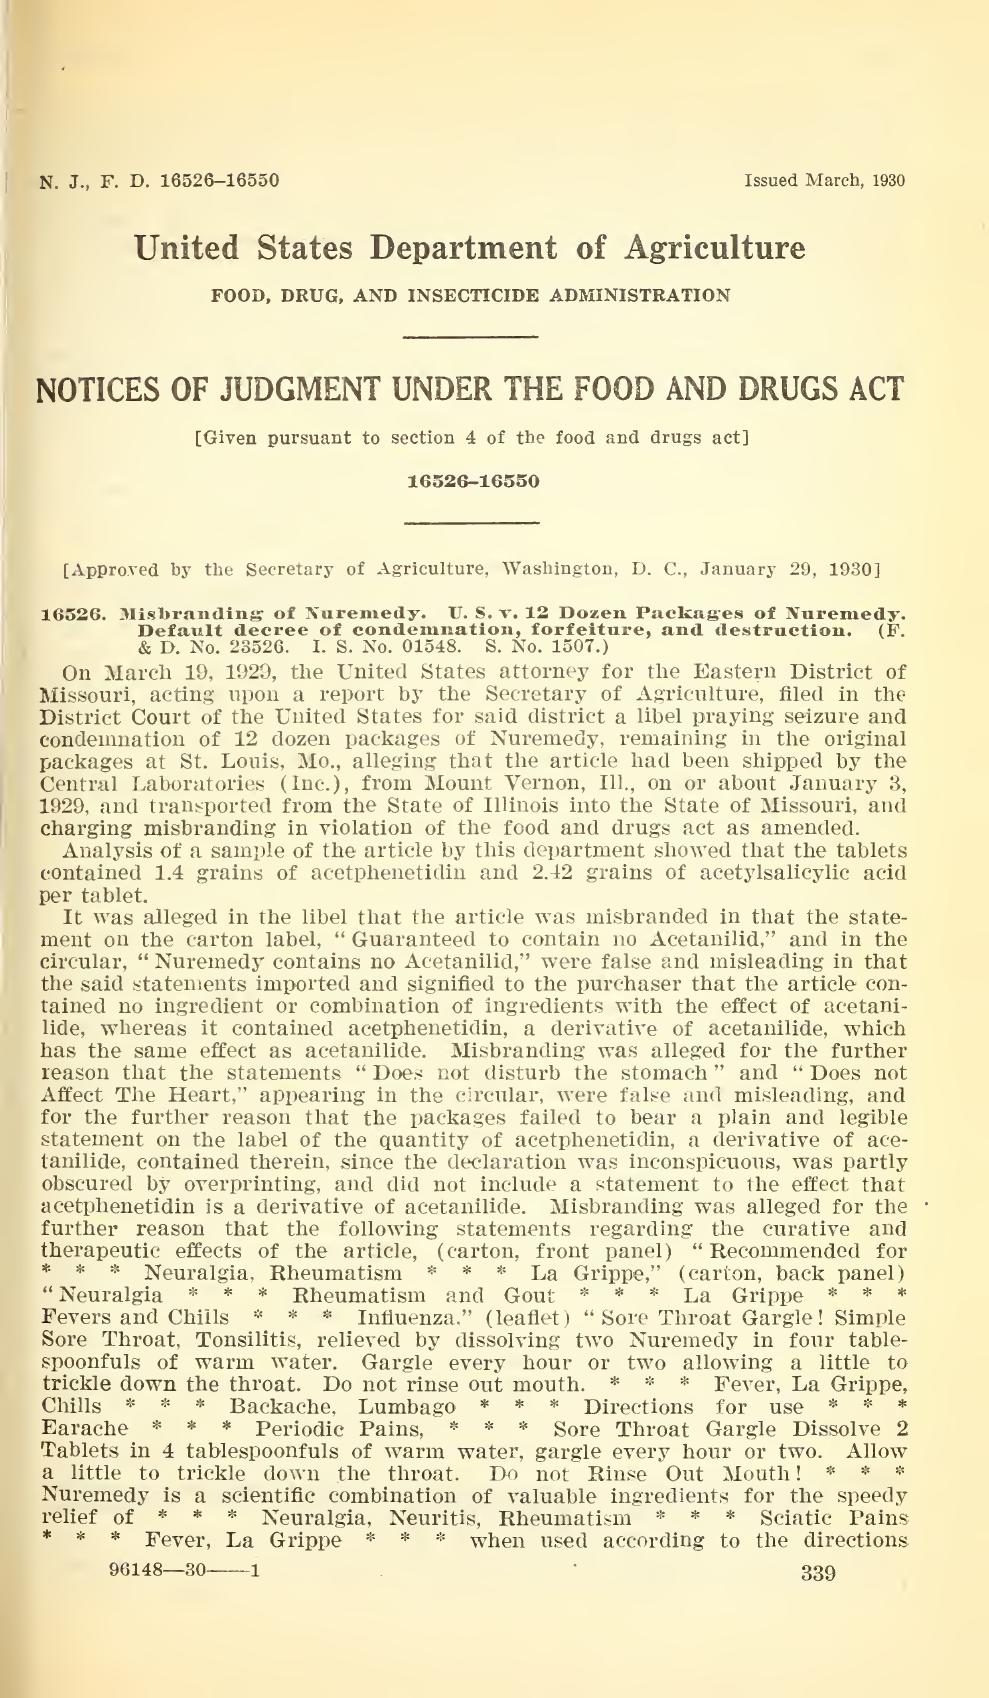 N. J., F. D. 16526–16550
Issued March, 1930
United States Department of Agriculture
FOOD, DRUG, AND INSECTICIDE ADMINISTRATION
NOTICES OF JUDGMENT UNDER THE FOOD AND DRUGS ACT
[Given pursuant to section 4 of the food and drugs act]
16526–16550
[Approved by the Secretary of Agriculture, Washington, D. C., January 29, 1930]
16526. Misbranding of Nuremedy. U. S. v. 12 Dozen Packages of Nuremedy.
Default decree of condemnation, forfeiture, and destruction. (F.
& D. No. 23526. I. S. No. 01548. S. No. 1507.)
On March 19, 1929, the United States attorney for the Eastern District of
Missouri, acting upon a report by the Secretary of Agriculture, filed in the
District Court of the United States for said district a libel praying seizure and
condemnation of 12 dozen packages of Nuremedy, remaining in the original
packages at St. Louis, Mo., alleging that the article had been shipped by the
Central Laboratories (Inc.), from Mount Vernon, Ill., on or about January 3,
1929, and transported from the State of Illinois into the State of Missouri, and
charging misbranding in violation of the food and drugs act as amended.
Analysis of a sample of the article by this department showed that the tablets
contained 1.4 grains of acetphenetidin and 2.42 grains of acetylsalicylic acid
per tablet.
It was alleged in the libel that the article was misbranded in that the state-
ment on the carton label, “Guaranteed to contain no Acetanilid,” and in the
circular, “Nuremedy contains no Acetanilid,” were false and misleading in that
the said statements imported and signified to the purchaser that the article con-
tained no ingredient or combination of ingredients with the effect of acetani-
lide, whereas it contained acetphenetidin, a derivative of acetanilide, which
has the same effect as acetanilide. Misbranding was alleged for the further
reason that the statements “Does not disturb the stomach” and “Does not
Affect The Heart,” appearing in the circular, were false and misleading, and
for the further reason that the packages failed to bear a plain and legible
statement on the label of the quantity of acetphenetidin, a derivative of ace-
tanilide, contained therein, since the declaration was inconspicuous, was partly
obscured by overprinting, and did not include a statement to the effect that
acetphenetidin is a derivative of acetanilide. Misbranding was alleged for the
further reason that the following statements regarding the curative and
therapeutic effects of the article, (carton, front panel) “Recommended for
* * * Neuralgia, Rheumatism * * * La Grippe,” (carton, back panel)
“Neuralgia * * * Rheumatism and Gout * * * La Grippe * * *
Fevers and Chills * * * Influenza.” (leaflet) “Sore Throat Gargle! Simple
Sore Throat, Tonsilitis, relieved by dissolving two Nuremedy in four table-
spoonfuls of warm water. Gargle every hour or two allowing a little to
trickle down the throat. Do not rinse out mouth. * * * Fever, La Grippe,
Chills * * * Backache, Lumbago * * * Directions for use * * *
Earache * * * Periodic Pains, * * * Sore Throat Gargle Dissolve 2
Tablets in 4 tablespoonfuls of warm water, gargle every hour or two. Allow
a little to trickle down the throat. Do not Rinse Out Mouth! * * *
Nuremedy is a scientific combination of valuable ingredients for the speedy
relief of * * * Neuralgia, Neuritis, Rheumatism * * * Sciatic Pains
* * * Fever, La Grippe * * * when used according to the directions
96148—30——1
339